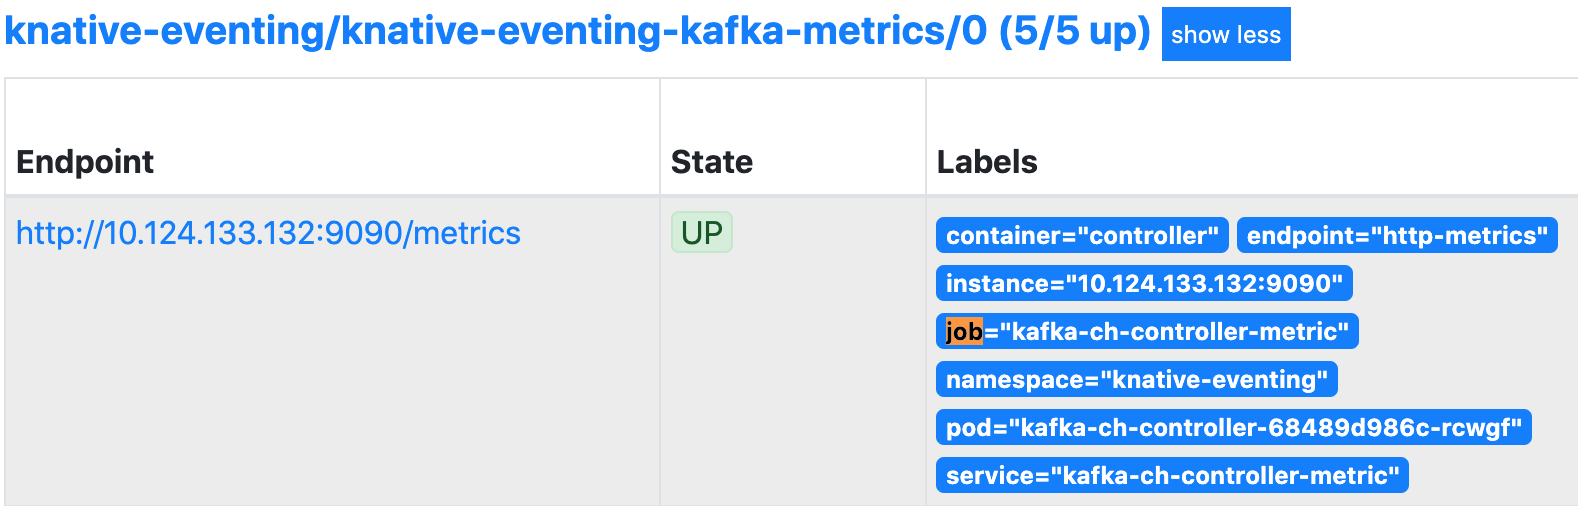 knative-eventing/knative-eventing-kafka-metrics/0 (5/5 up) show less
Endpoint State Labels
http://10.124.133.132:9090/metrics UP container="controller" endpoint="http-metrics"
instance="10.124.133.132:9090"
job="kafka-ch-controller-metric"
namespace="knative-eventing"
pod="kafka-ch-controller-68489d986c-rcwgf"
service="kafka-ch-controller-metric"